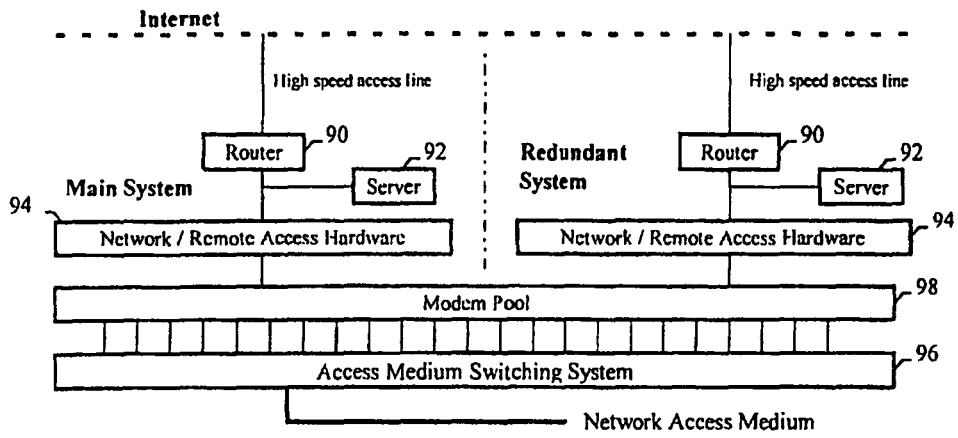 Internet
High speed access line
High speed access line
Router
90
92
Server
Main System
Redundant
System
Router
90
92
Server
94
Network / Remote Access Hardware
Network / Remote Access Hardware
94
Modem Pool
98
Access Medium Switching System
96
Network Access Medium